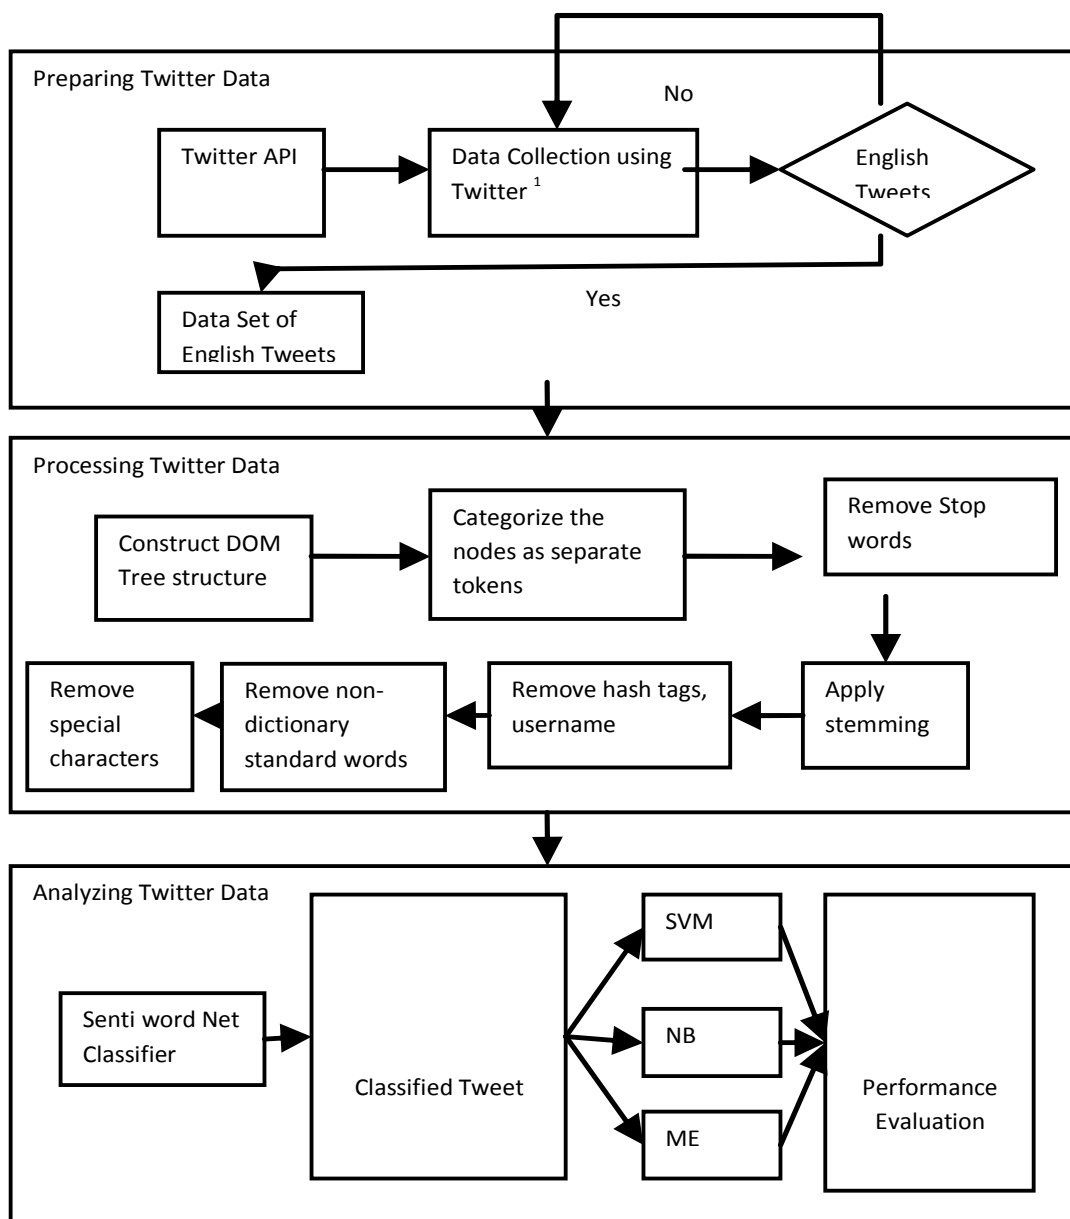 Preparing Twitter Data
No
Twitter API
Data Collection using
Twitter 1
English
Tweets
Yes
Data Set of
English Tweets
Processing Twitter Data
Construct DOM
Tree structure
Categorize the
nodes as separate
tokens
Remove Stop
words
Apply
stemming
Remove hash tags,
username
Remove non-
dictionary
standard words
Remove
special
characters
Analyzing Twitter Data
Senti word Net
Classifier
Classified Tweet
SVM
NB
ME
Performance
Evaluation